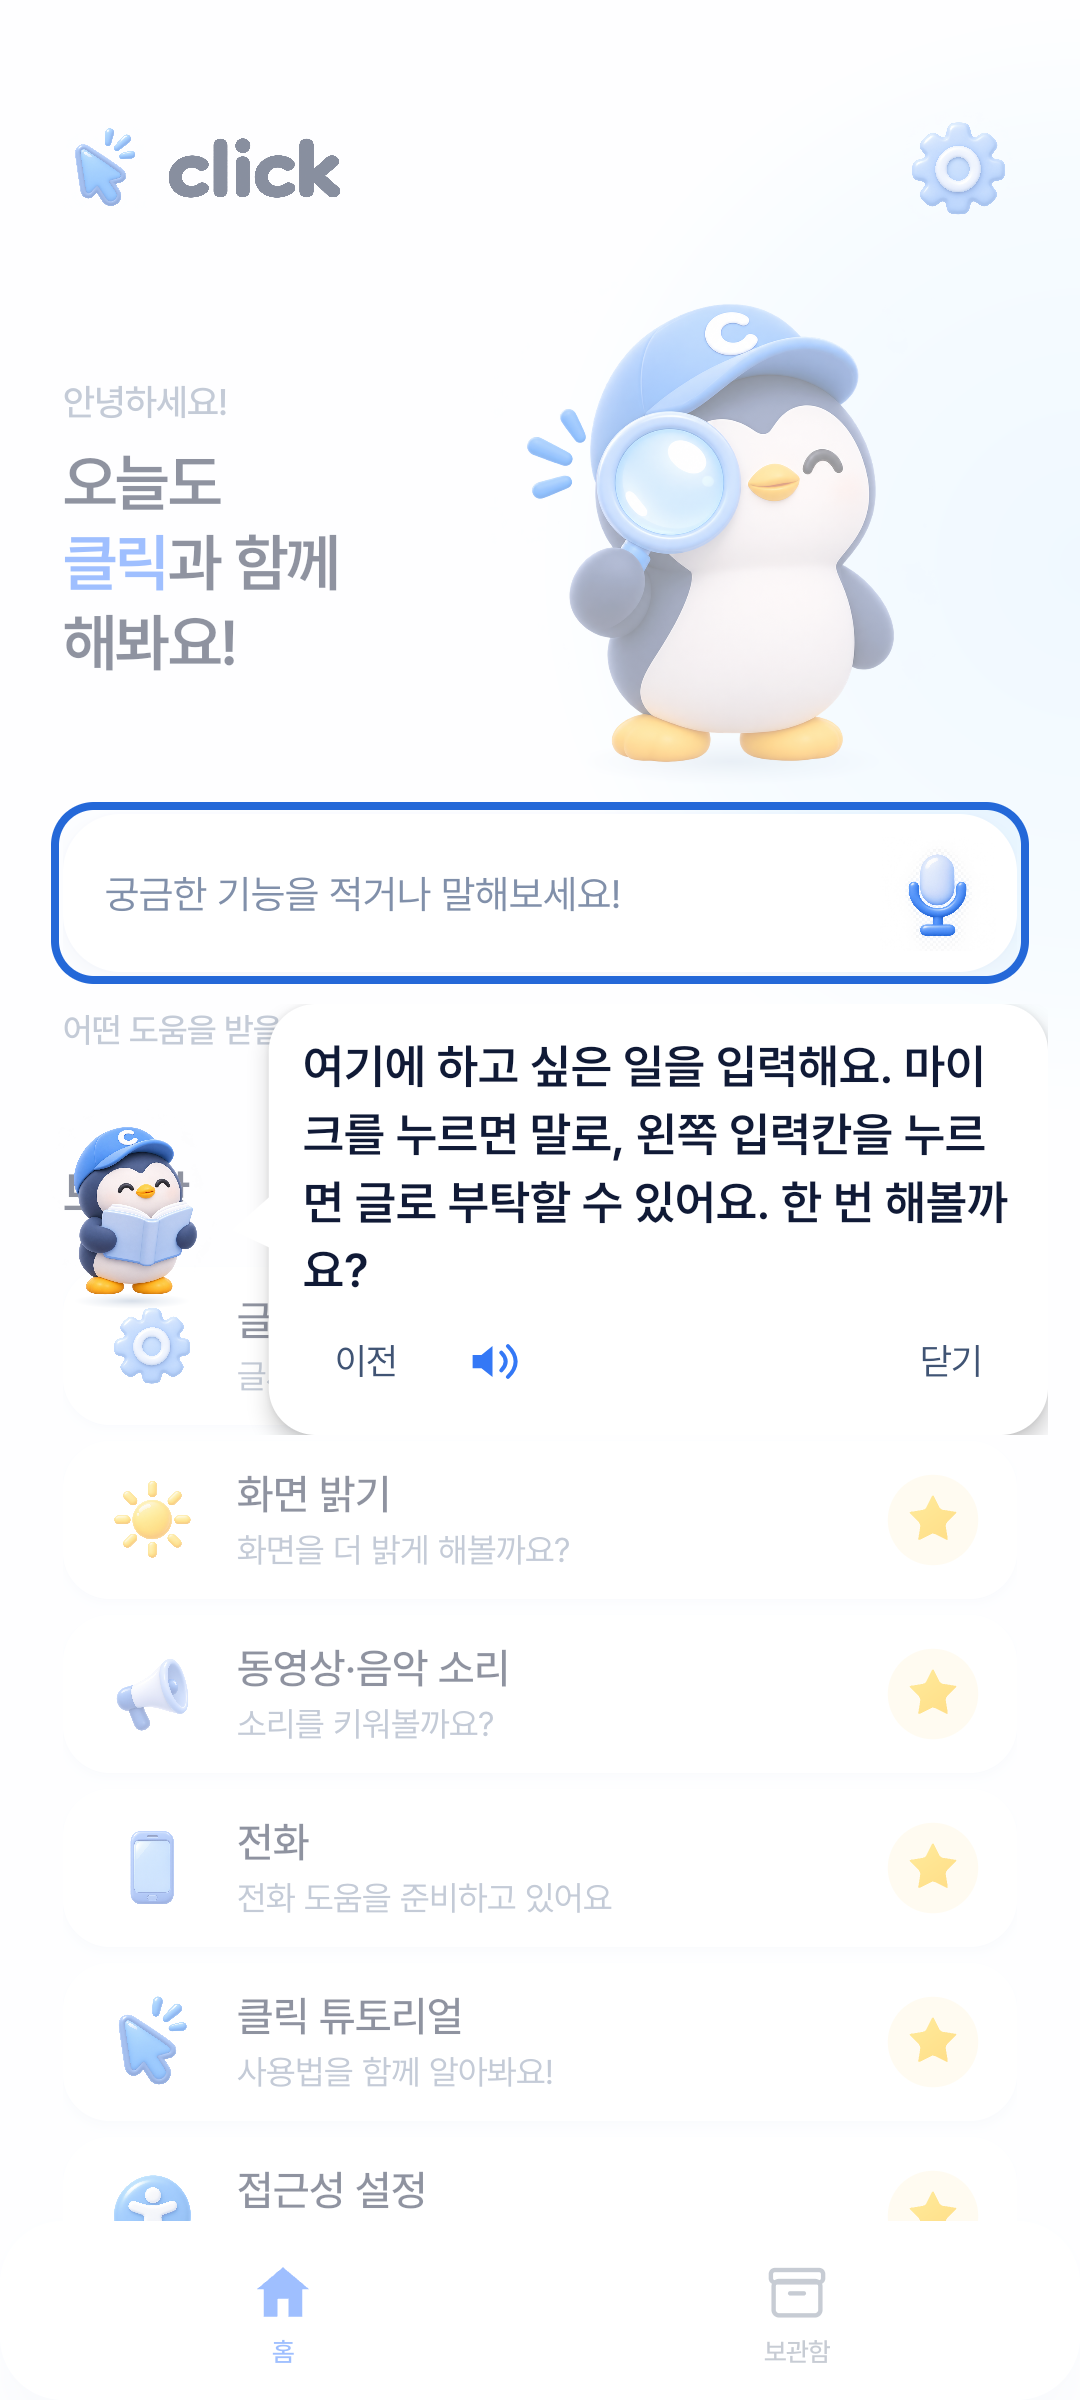 click
안녕하세요!
오늘도
클릭과 함께
해봐요!
C
궁금한 기능을 적거나 말해보세요!
어떤 도움을 받을
여기에 하고 싶은 일을 입력해요. 마이
크를 누르면 말로, 왼쪽 입력칸을 누르
면 글로 부탁할 수 있어요. 한 번 해볼까
요?
C
이전
닫기
화면 밝기
화면을 더 밝게 해볼까요?
동영상·음악 소리
소리를 키워볼까요?
전화
전화 도움을 준비하고 있어요
클릭 튜토리얼
사용법을 함께 알아봐요!
접근성 설정
홈
보관함